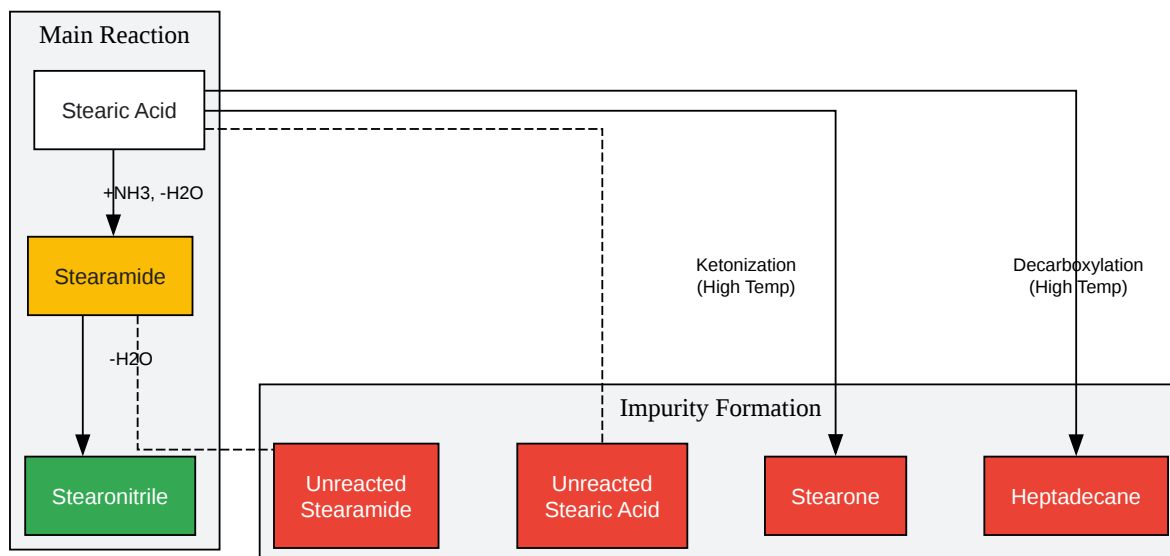 Main Reaction
Stearic Acid
+NH3, -H2O
Stearamide
-H2O
Stearonitrile
Ketonization
(High Temp)
Decarboxylation
(High Temp)
Impurity Formation
Unreacted
Stearamide
Unreacted
Stearic Acid
Stearone
Heptadecane